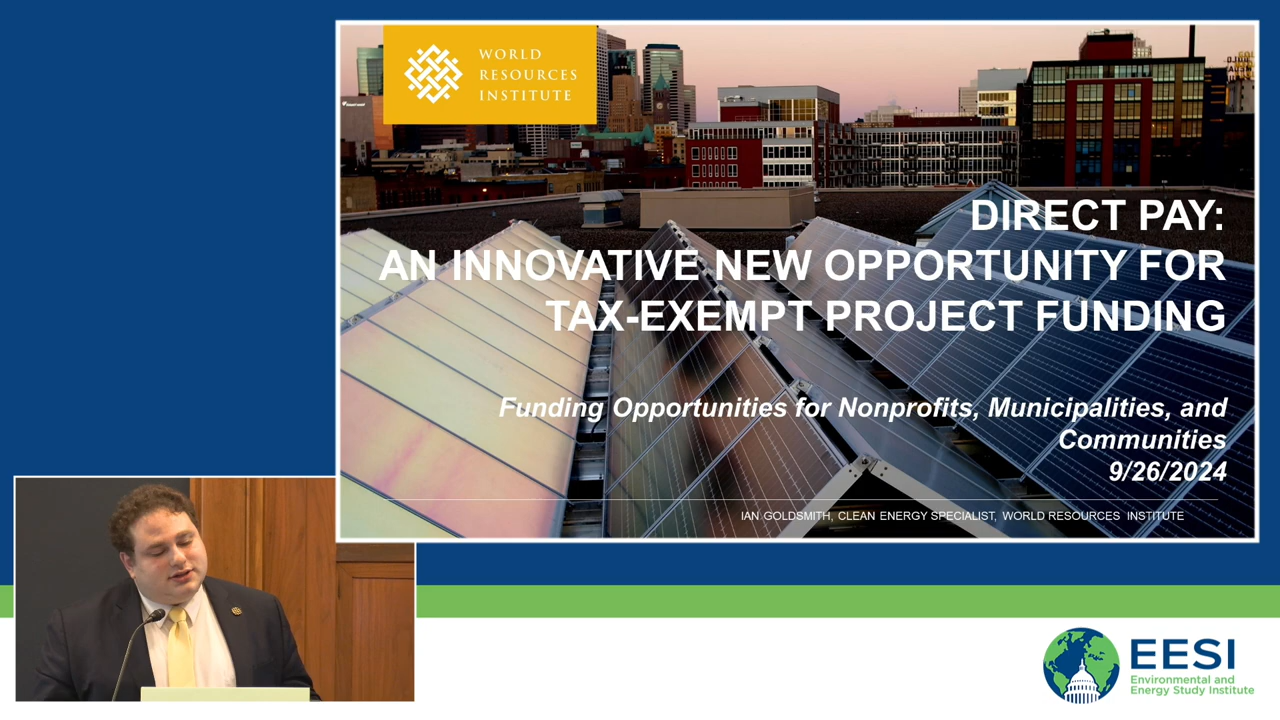 WORLD
RESOURCES
INSTITUTE
DIRECT PAY:
AN INNOVATIVE NEW OPPORTUNITY FOR
TAX-EXEMPT PROJECT FUNDING
Funding Opportunities for Nonprofits, Municipalities, and
Communities
9/26/2024
IAN GOLDSMITH, CLEAN ENERGY SPECIALIST, WORLD RESOURCES INSTITUTE
EESI
Environmental and
Energy Study Institute